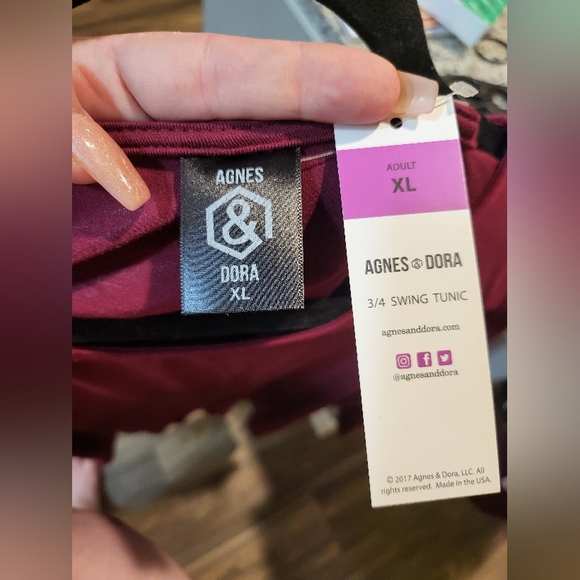 AGNES
&
DORA
XL
ADULT
XL
AGNES & DORA
3/4 SWING TUNIC
agnesanddora.com
@agnesanddora
© 2017 Agnes & Dora, LLC. All
rights reserved. Made in the USA.